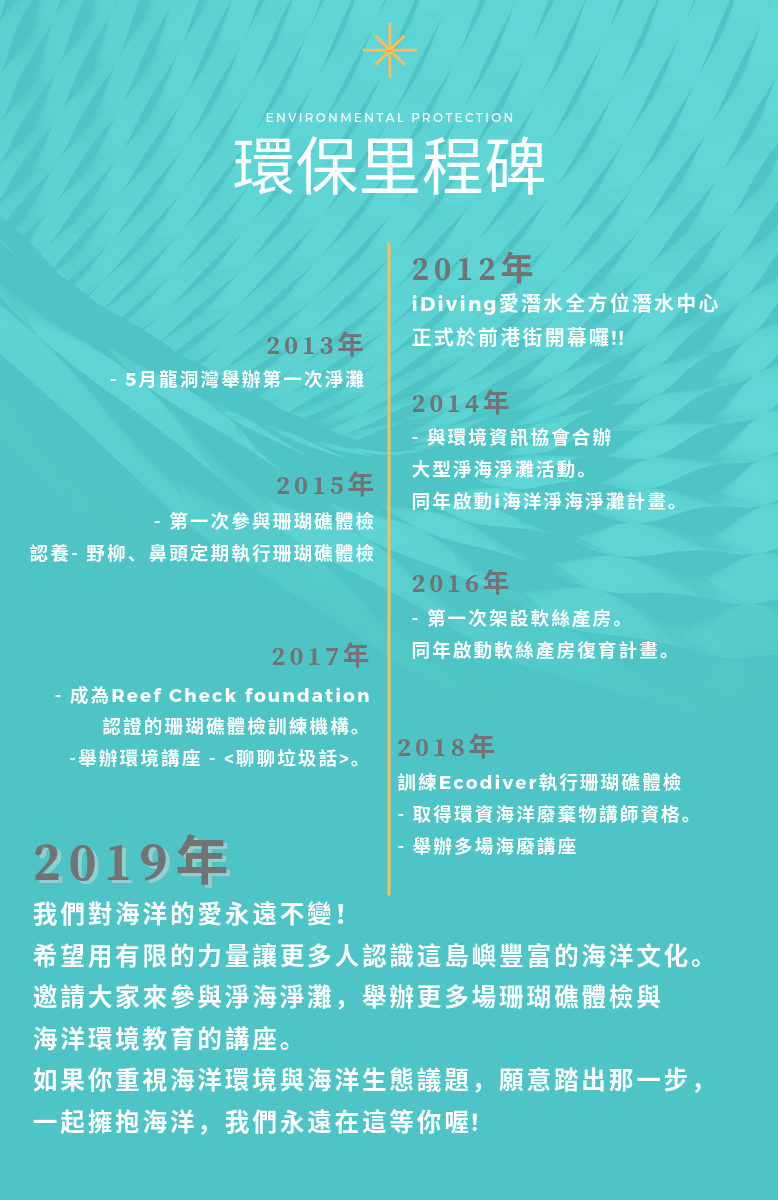 ENVIRONMENTAL PROTECTION
環保里程碑
2012年
iDiving愛潛水全方位潛水中心
正式於前港街開幕囉!!
2013年
- 5月龍洞灣舉辦第一次淨灘
2014年
- 與環境資訊協會合辦
大型淨海淨灘活動。
同年啟動i海洋淨海淨灘計畫。
2015年
- 第一次參與珊瑚礁體檢
認養- 野柳、鼻頭定期執行珊瑚礁體檢
2016年
- 第一次架設軟絲產房。
同年啟動軟絲產房復育計畫。
2017年
- 成為Reef Check foundation
認證的珊瑚礁體檢訓練機構。
-舉辦環境講座 - <聊聊垃圾話>。
2018年
訓練Ecodiver執行珊瑚礁體檢
- 取得環資海洋廢棄物講師資格。
- 舉辦多場海廢講座
2019年
我們對海洋的愛永遠不變！
希望用有限的力量讓更多人認識這島嶼豐富的海洋文化。
邀請大家來參與淨海淨灘，舉辦更多場珊瑚礁體檢與
海洋環境教育的講座。
如果你重視海洋環境與海洋生態議題，願意踏出那一步，
一起擁抱海洋，我們永遠在這等你喔!